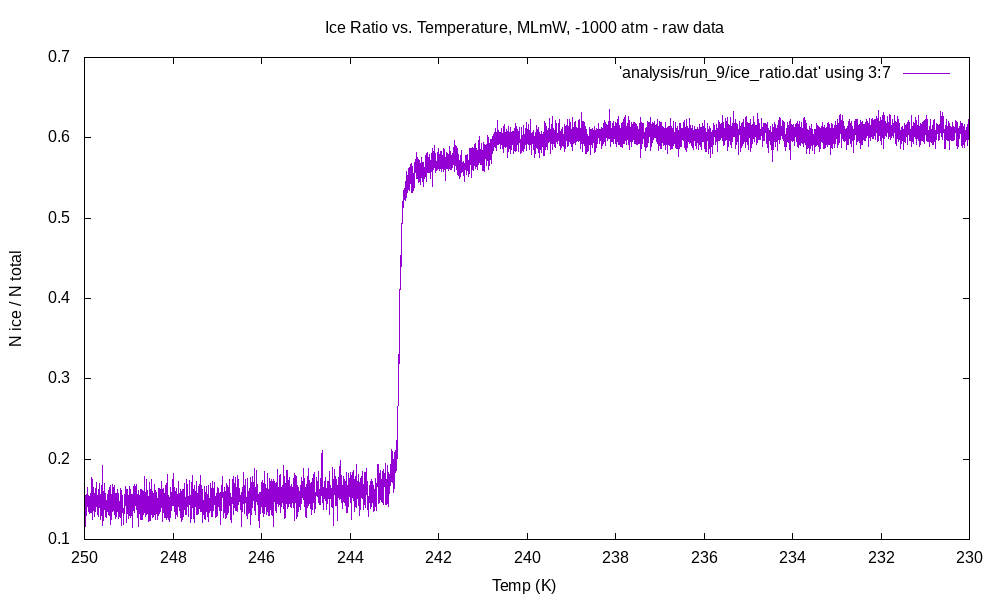 Ice Ratio vs. Temperature, MLmW, -1000 atm - raw data
'analysis/run_9/ice_ratio.dat' using 3:7
N ice / N total
0.7
0.6
0.5
0.4
0.3
0.2
0.1
250 248 246 244 242 240 238 236 234 232 230
Temp (K)